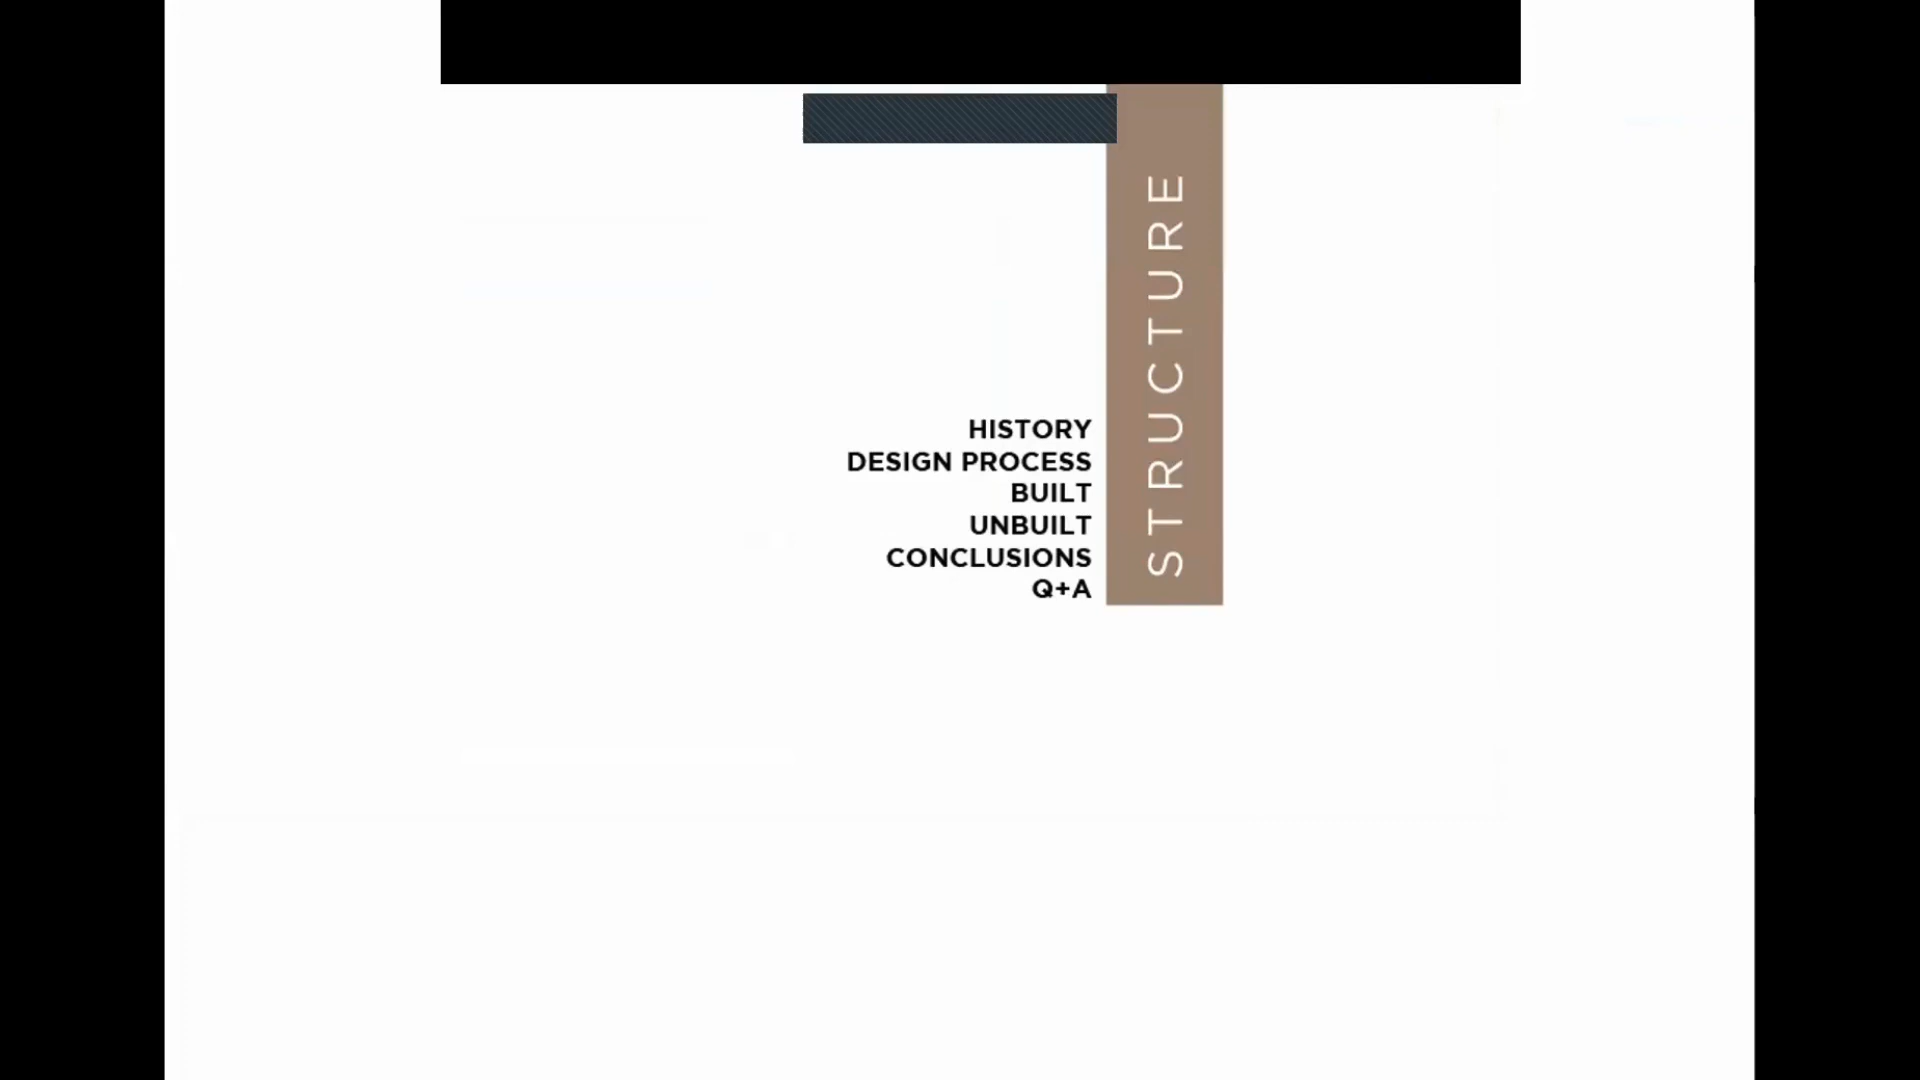 HISTORY
DESIGN PROCESS
BUILT
UNBUILT
CONCLUSIONS
Q+A
STRUCTURE